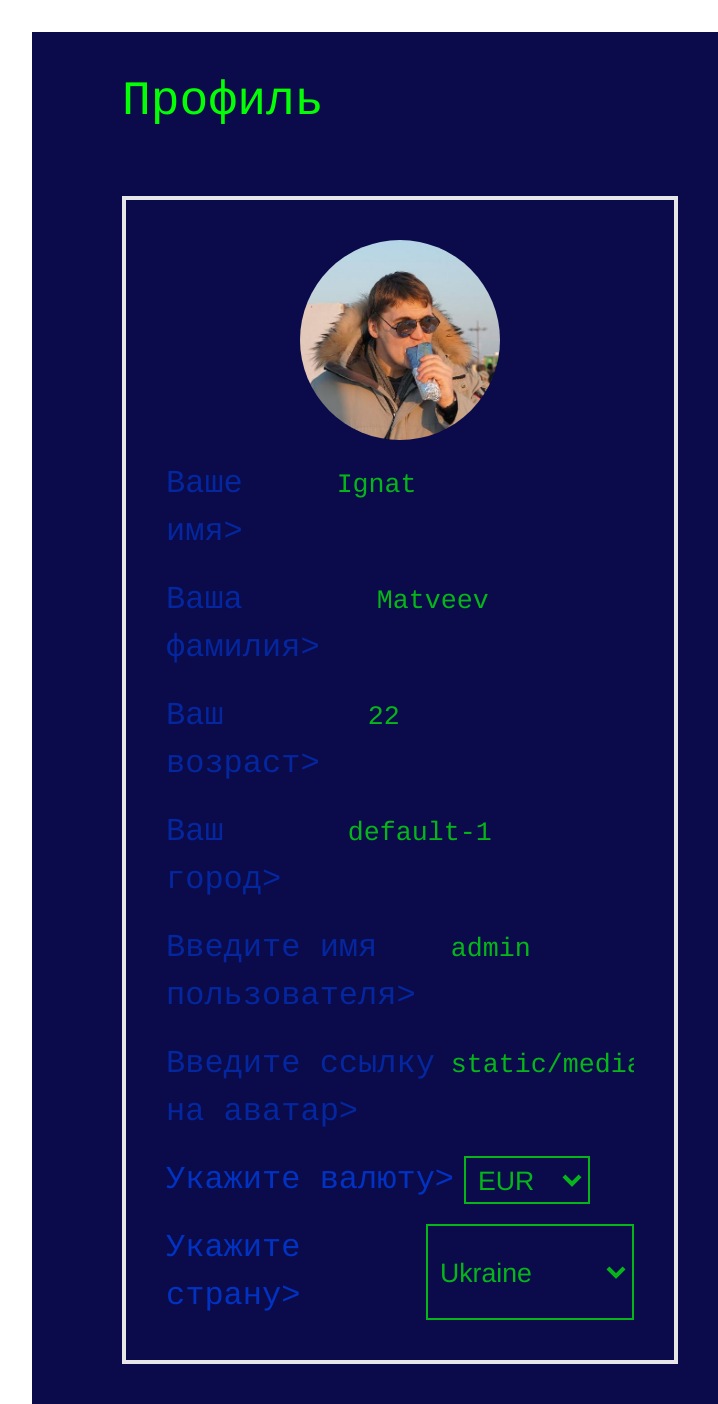 Профиль
Ваше Ignat
имя>
Ваша Matveev
фамилия>
Ваш 22
возраст>
Ваш default-1
город>
Введите имя admin
пользователя>
Введите ссылку static/media
на аватар>
Укажите валюту> EUR
Укажите
страну> Ukraine